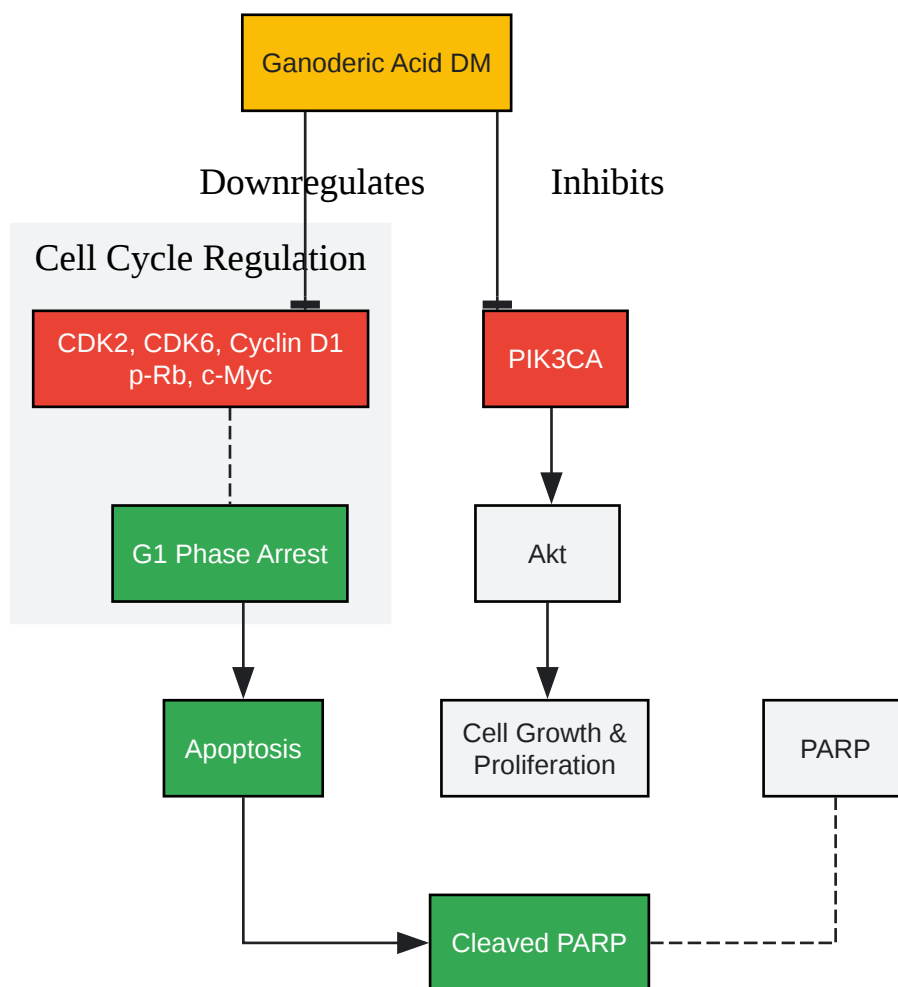 Ganoderic Acid DM
Downregulates
Inhibits
Cell Cycle Regulation
CDK2, CDK6, Cyclin D1
p-Rb, c-Myc
PIK3CA
G1 Phase Arrest
Akt
Apoptosis
Cell Growth &
Proliferation
PARP
Cleaved PARP